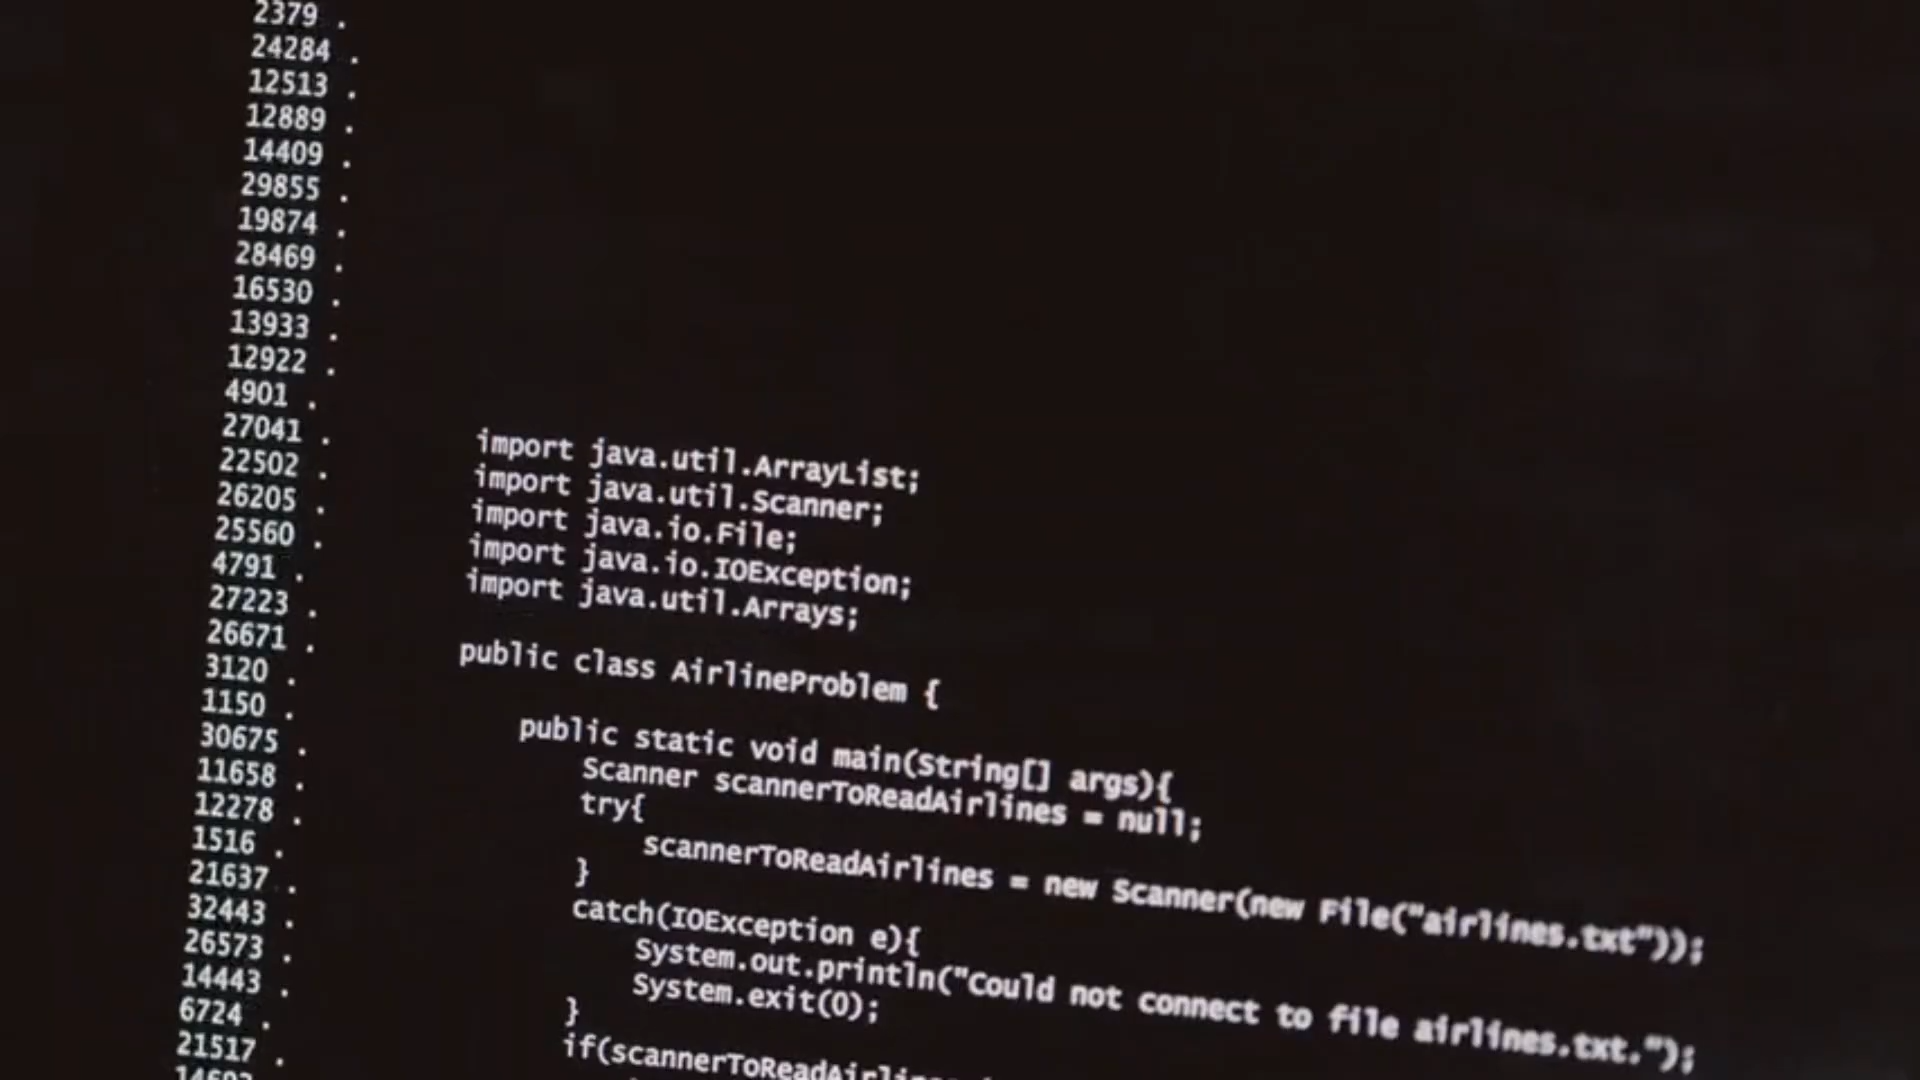 2379 .
24284 .
12513 .
12889 .
14409 .
29855 .
19874 .
28469 .
16530 .
13933 .
12922 .
4901 .
27041 .
22502 .
26205 .
25560 .
4791 .
27223 .
26671 .
3120 .
1150 .
30675 .
11658 .
12278 .
1516 .
21637 .
32443 .
26573 .
14443 .
6724 .
21517 .
import java.util.ArrayList;
import java.util.Scanner;
import java.io.File;
import java.io.IOException;
import java.util.Arrays;
public class AirlineProblem {
public static void main(String[] args){
Scanner scannerToReadAirlines = null;
try{
scannerToReadAirlines = new Scanner(new File("airlines.txt"));
}
catch(IOException e){
System.out.println("Could not connect to file airlines.txt.");
System.exit(0);
}
if(scannerToReadAirlines